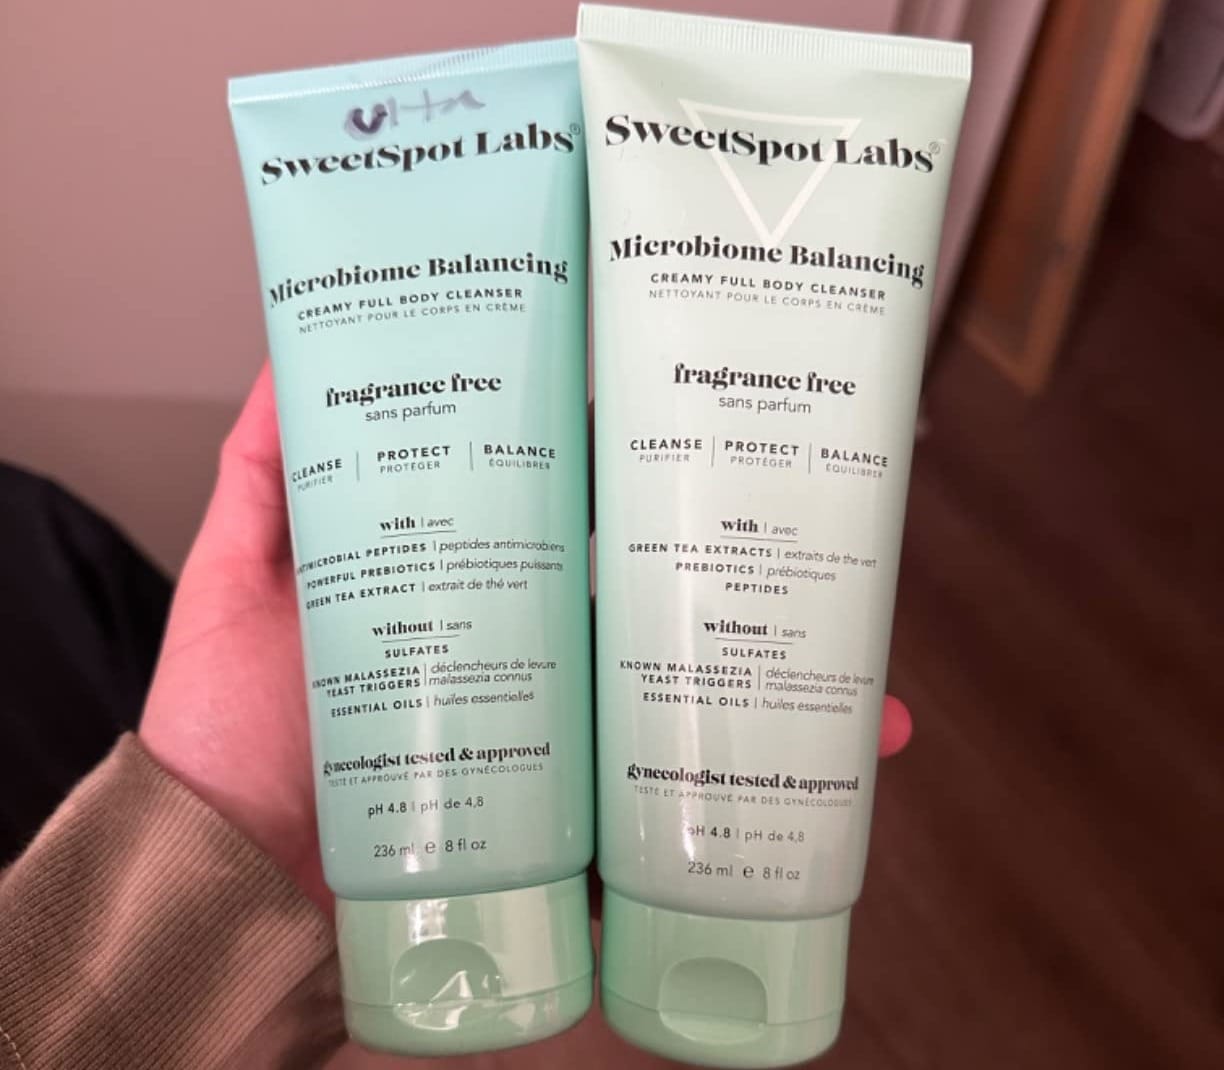 ulta
SweetSpot Labs®
Microbiome Balancing
CREAMY FULL BODY CLEANSER
NETTOYANT POUR LE CORPS EN CRÈME
fragrance free
sans parfum
CLEANSE | PROTECT | BALANCE
PURIFIER PROTÉGER ÉQUILIBRER
with | avec
ANTIMICROBIAL PEPTIDES | peptides antimicrobiens
POWERFUL PREBIOTICS | prébiotiques puissants
GREEN TEA EXTRACT | extrait de thé vert
without | sans
SULFATES
KNOWN MALASSEZIA | déclencheurs de levure
YEAST TRIGGERS | malassezia connus
ESSENTIAL OILS | huiles essentielles
gynecologist tested & approved
TESTÉ ET APPROUVÉ PAR DES GYNÉCOLOGUES
pH 4.8 | pH de 4,8
236 ml e 8 fl oz
SweetSpot Labs®
Microbiome Balancing
CREAMY FULL BODY CLEANSER
NETTOYANT POUR LE CORPS EN CRÈME
fragrance free
sans parfum
CLEANSE | PROTECT | BALANCE
PURIFIER PROTÉGER ÉQUILIBRER
with | avec
GREEN TEA EXTRACTS | extraits de the vert
PREBIOTICS | prébiotiques
PEPTIDES
without | sans
SULFATES
KNOWN MALASSEZIA | déclencheurs de levure
YEAST TRIGGERS | malassezia connus
ESSENTIAL OILS | huiles essentielles
gynecologist tested & approved
TESTÉ ET APPROUVÉ PAR DES GYNÉCOLOGUES
pH 4.8 | pH de 4,8
236 ml e 8 fl oz